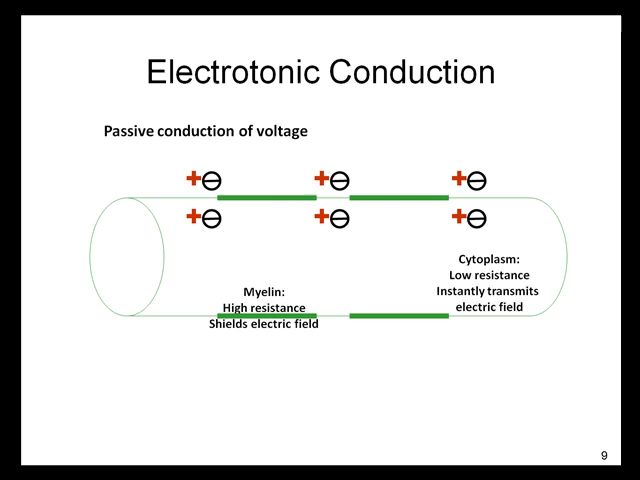 Electrotonic Conduction
Passive conduction of voltage
+⊖ +⊖ +⊖
+⊖ +⊖ +⊖
Cytoplasm:
Low resistance
Instantly transmits
electric field
Myelin:
High resistance
Shields electric field
9